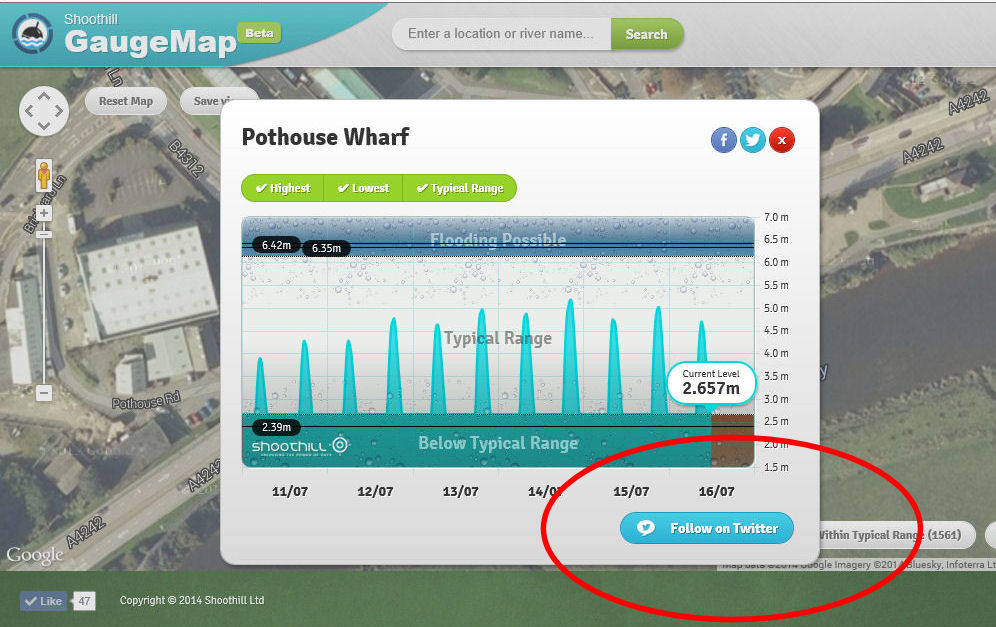 Shoothill
GaugeMap
Beta
Enter a location or river name...
Search
Reset Map
Save vi
B4312
A4242
A4242
Pothouse Wharf
f
x
✔ Highest
✔ Lowest
✔ Typical Range
Flooding Possible
6.42m
6.35m
Typical Range
Current Level
2.657m
2.39m
Below Typical Range
shoothill
7.0 m
6.5 m
6.0 m
5.5 m
5.0 m
4.5 m
4.0 m
3.5 m
3.0 m
2.5 m
2.0 m
1.5 m
11/07
12/07
13/07
14/07
15/07
16/07
Follow on Twitter
Pothouse Rd
A4242
A4242
Google
Within Typical Range (1561)
Map data ©2014 Google Imagery ©2014 Bluesky, Infoterra Lt
Like
47
Copyright © 2014 Shoothill Ltd